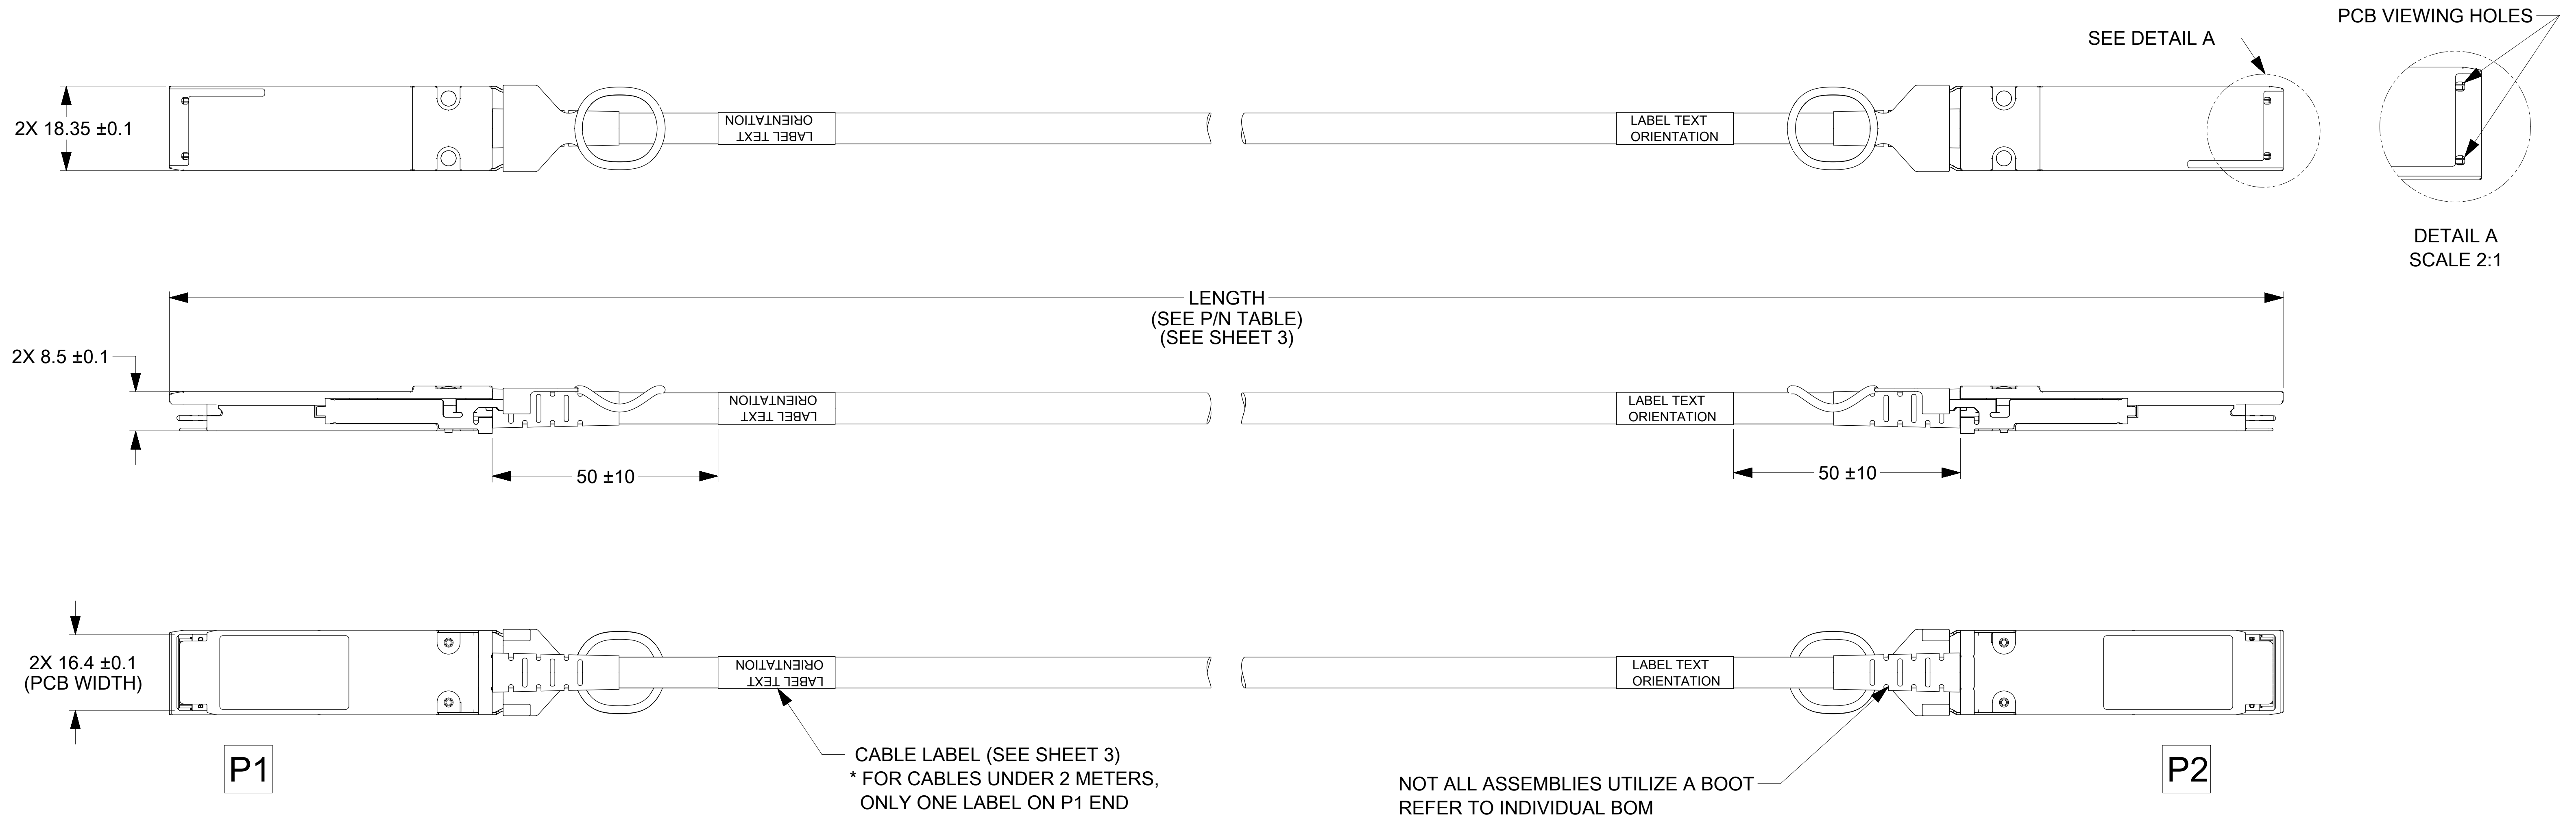 PCB VIEWING HOLES
SEE DETAIL A
2X 18.35 ±0.1
ORIENTATION
LABEL TEXT
LABEL TEXT
ORIENTATION
DETAIL A
SCALE 2:1
LENGTH
(SEE P/N TABLE)
(SEE SHEET 3)
2X 8.5 ±0.1
ORIENTATION
LABEL TEXT
LABEL TEXT
ORIENTATION
50 ±10
50 ±10
2X 16.4 ±0.1
(PCB WIDTH)
ORIENTATION
LABEL TEXT
LABEL TEXT
ORIENTATION
P1
CABLE LABEL (SEE SHEET 3)
* FOR CABLES UNDER 2 METERS,
ONLY ONE LABEL ON P1 END
NOT ALL ASSEMBLIES UTILIZE A BOOT
REFER TO INDIVIDUAL BOM
P2